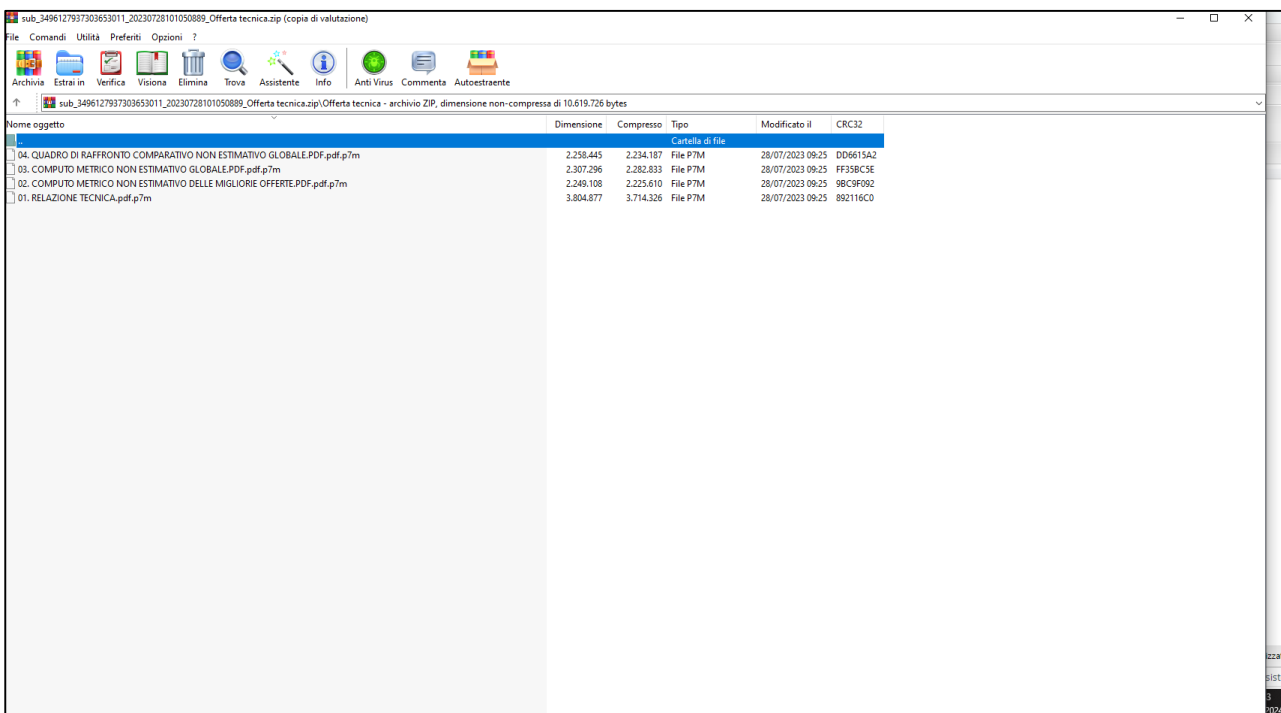 sub_3496127937303653011_20230728101050889_Offerta tecnica.zip (copia di valutazione)
File Comandi Utilità Preferiti Opzioni ?
Archivia Estrai in Verifica Visiona Elimina Trova Assistente Info Anti Virus Commenta Autoestraente
sub_3496127937303653011_20230728101050889_Offerta tecnica.zip\Offerta tecnica - archivio ZIP, dimensione non-compressa di 10.619.726 bytes
Nome oggetto Dimensione Compresso Tipo Modificato il CRC32
.. Cartella di file
04. QUADRO DI RAFFRONTO COMPARATIVO NON ESTIMATIVO GLOBALE.PDF.pdf.p7m 2.258.445 2.234.187 File P7M 28/07/2023 09:25 DD6615A2
03. COMPUTO METRICO NON ESTIMATIVO GLOBALE.PDF.pdf.p7m 2.307.296 2.282.833 File P7M 28/07/2023 09:25 FF35BC5E
02. COMPUTO METRICO NON ESTIMATIVO DELLE MIGLIORIE OFFERTE.PDF.pdf.p7m 2.249.108 2.225.610 File P7M 28/07/2023 09:25 9BC9F092
01. RELAZIONE TECNICA.pdf.p7m 3.804.877 3.714.326 File P7M 28/07/2023 09:25 892116C0